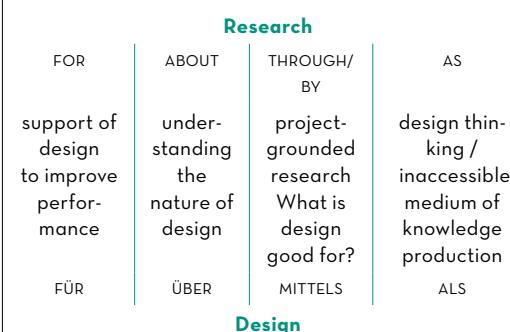 Research
FOR
ABOUT
THROUGH/
BY
AS
support of
design
to improve
perfor-
mance
under-
standing
the
nature of
design
project-
grounded
research
What is
design
good for?
design thin-
king /
inaccessible
medium of
knowledge
production
FÜR
ÜBER
MITTELS
ALS
Design